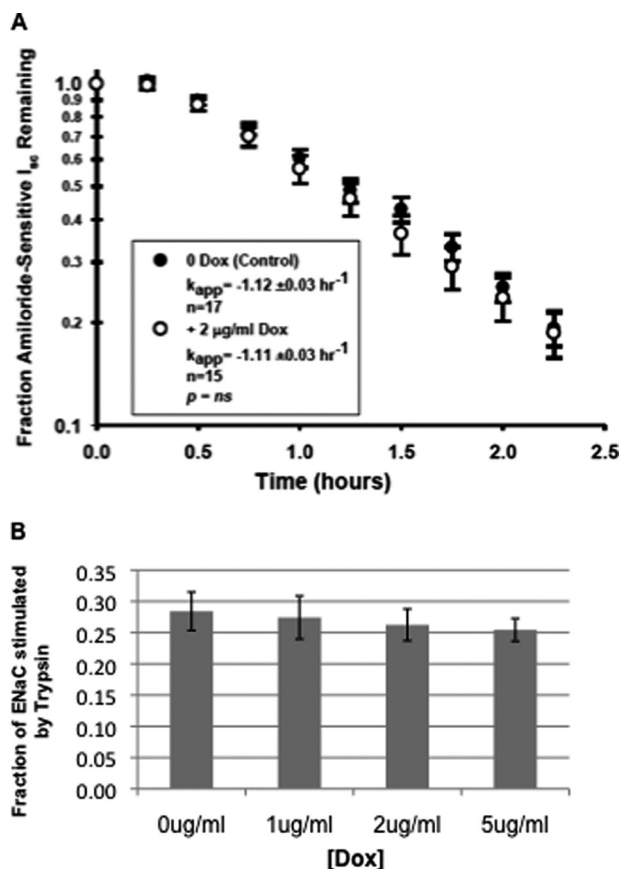 A
Fraction Amiloride-Sensitive Isc Remaining
1.0
0.9
0.8
0.7
0.6
0.5
0.4
0.3
0.2
0.1
0 Dox (Control)
kapp= -1.12 ±0.03 hr-1
n=17
+ 2 µg/ml Dox
kapp= -1.11 ±0.03 hr-1
n=15
p = ns
0.0 0.5 1.0 1.5 2.0 2.5
Time (hours)
B
Fraction of ENaC stimulated
by Trypsin
0.35
0.30
0.25
0.20
0.15
0.10
0.05
0.00
0ug/ml 1ug/ml 2ug/ml 5ug/ml
[Dox]